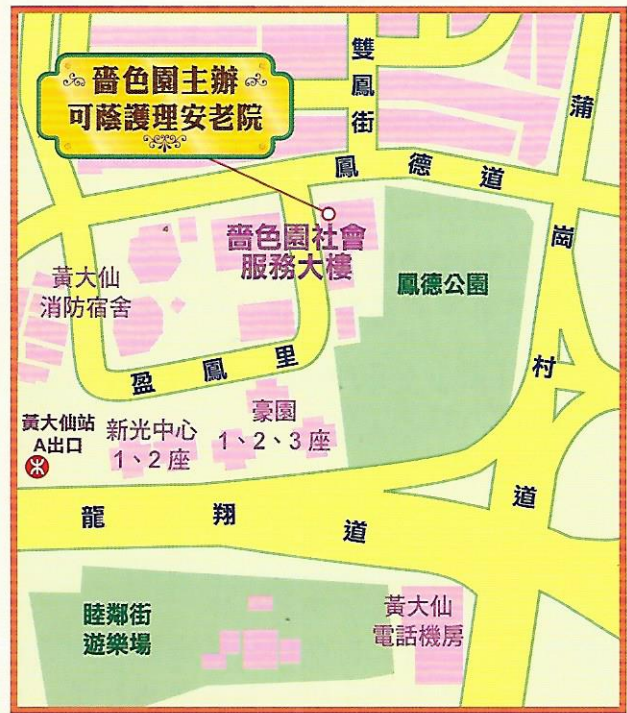 嗇色園主辦
可蔭護理安老院
雙鳳街
蒲崗村道
鳳德道
嗇色園社會
服務大樓
鳳德公園
黃大仙
消防宿舍
盈鳳里
黃大仙站
A出口
新光中心
1、2座
豪園
1、2、3座
龍翔道
睦鄰街
遊樂場
黃大仙
電話機房